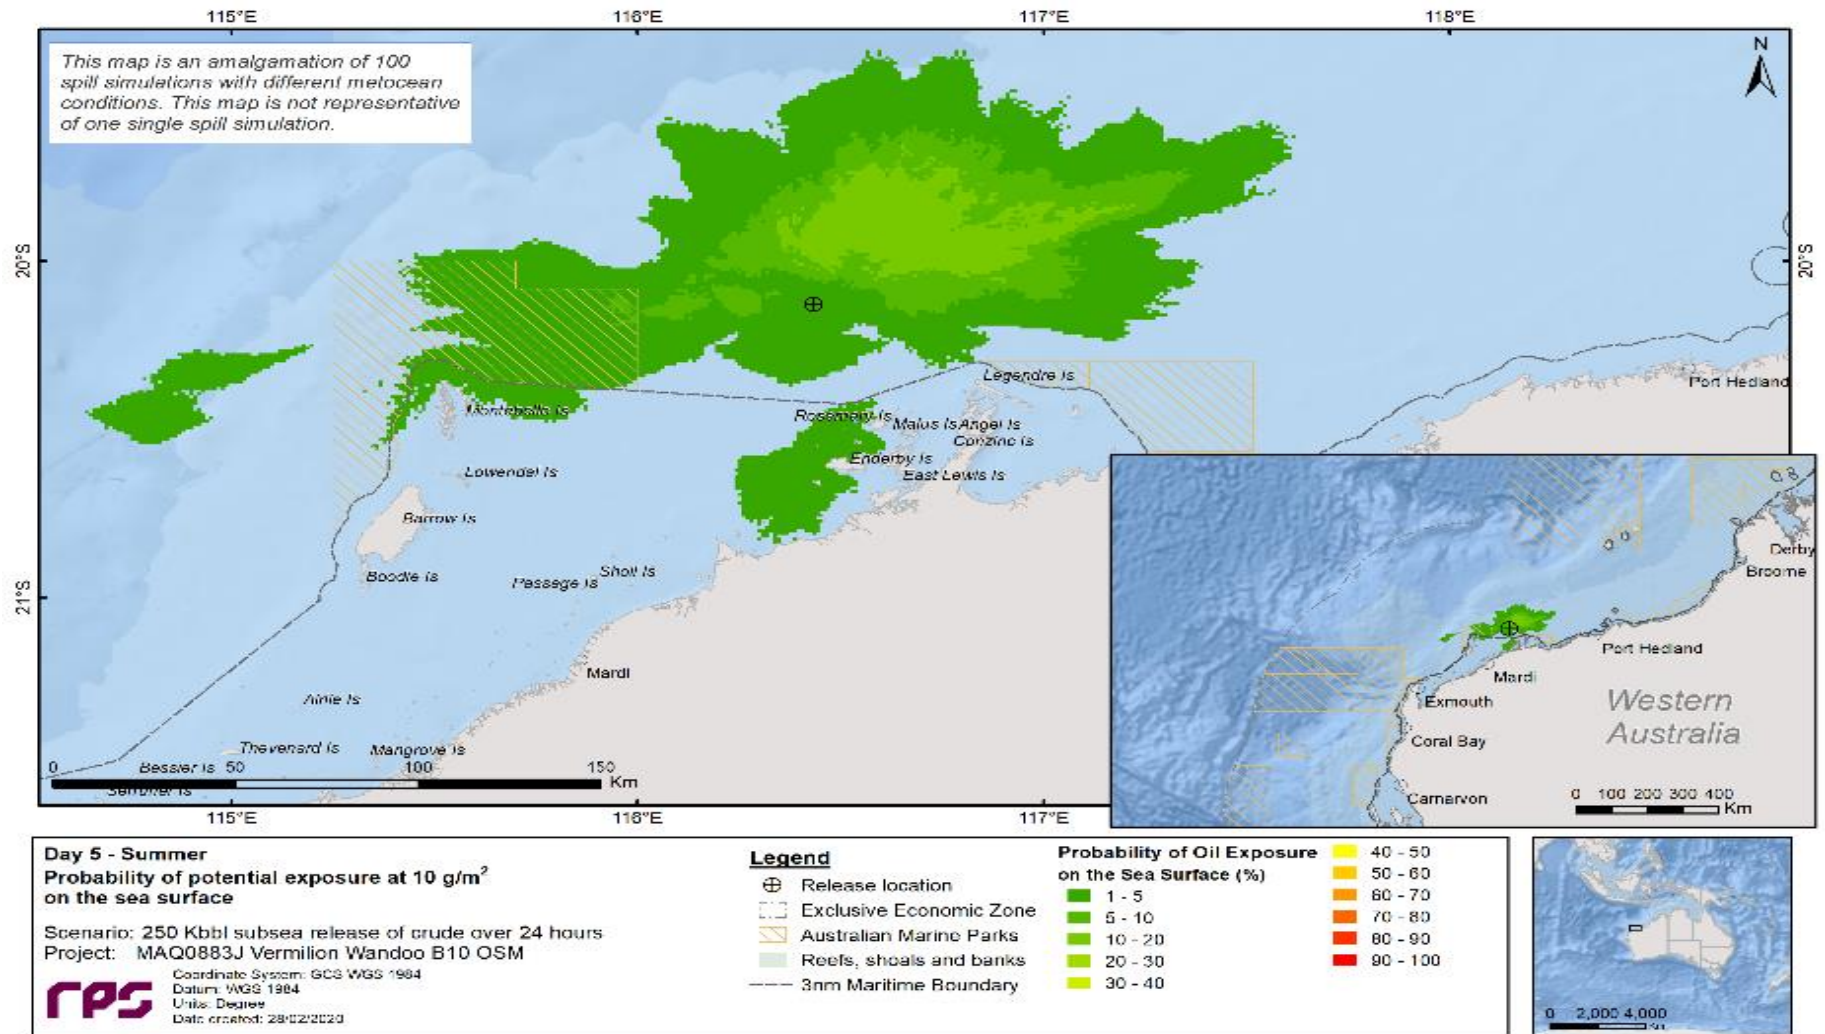 115°E 116°E 117°E 118°E
This map is an amalgamation of 100
spill simulations with different metocean
conditions. This map is not representative
of one single spill simulation.
N
20°S 20°S
Legendre Is
Port Hedland
Montebello Is
Rosemary Is
Malus Is Angel Is
Conzinc Is
Enderby Is
East Lewis Is
Lowendal Is
Barrow Is
Boodie Is
Passage Is
Sholl Is
21°S
Mardi
Airlie Is
Thevenard Is
Mangrove Is
Bessier Is
Serrurier Is
0 50 100 150
Km
115°E 116°E 117°E
Derby
Broome
Port Hedland
Mardi
Exmouth
Western
Australia
Coral Bay
Carnarvon
0 100 200 300 400
Km
Day 5 - Summer
Probability of potential exposure at 10 g/m²
on the sea surface
Scenario: 250 Kbbl subsea release of crude over 24 hours
Project: MAQ0883J Vermilion Wandoo B10 OSM
rps
Coordinate System: GCS WGS 1984
Datum: WGS 1984
Units: Degree
Date created: 28/02/2020
Legend
Release location
Exclusive Economic Zone
Australian Marine Parks
Reefs, shoals and banks
3nm Maritime Boundary
Probability of Oil Exposure
on the Sea Surface (%)
1 - 5
5 - 10
10 - 20
20 - 30
30 - 40
40 - 50
50 - 60
60 - 70
70 - 80
80 - 90
90 - 100
0 2,000 4,000
Km